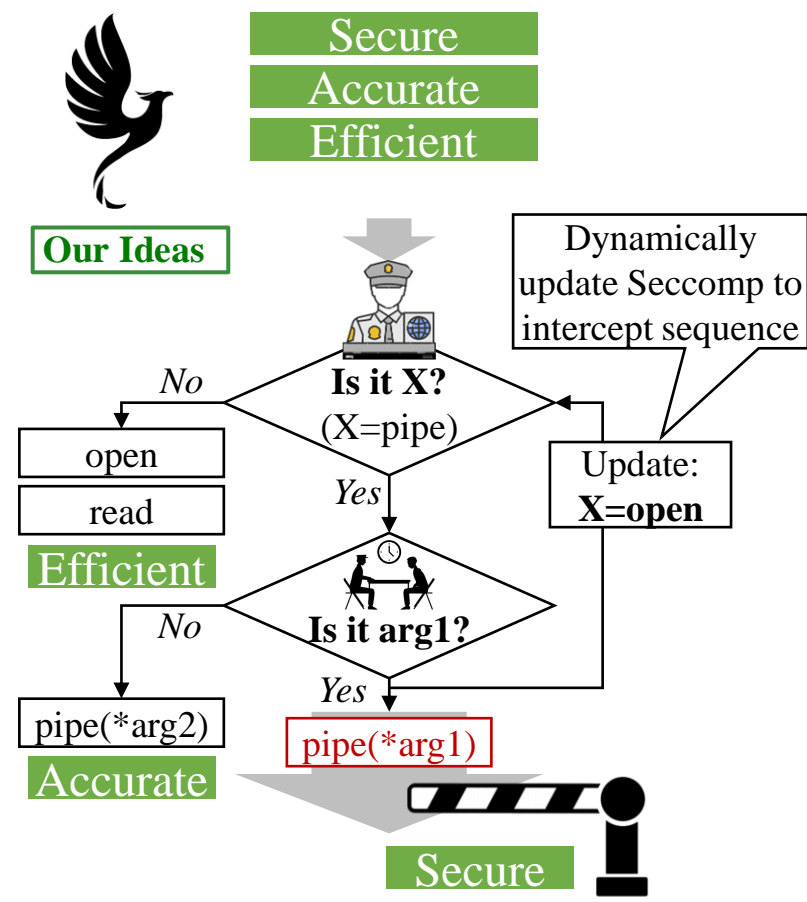 Secure
Accurate
Efficient
Our Ideas
Dynamically
update Seccomp to
intercept sequence
No
Is it X?
(X=pipe)
open
read
Efficient
Yes
Update:
X=open
No
Is it arg1?
Yes
pipe(*arg2)
pipe(*arg1)
Accurate
Secure